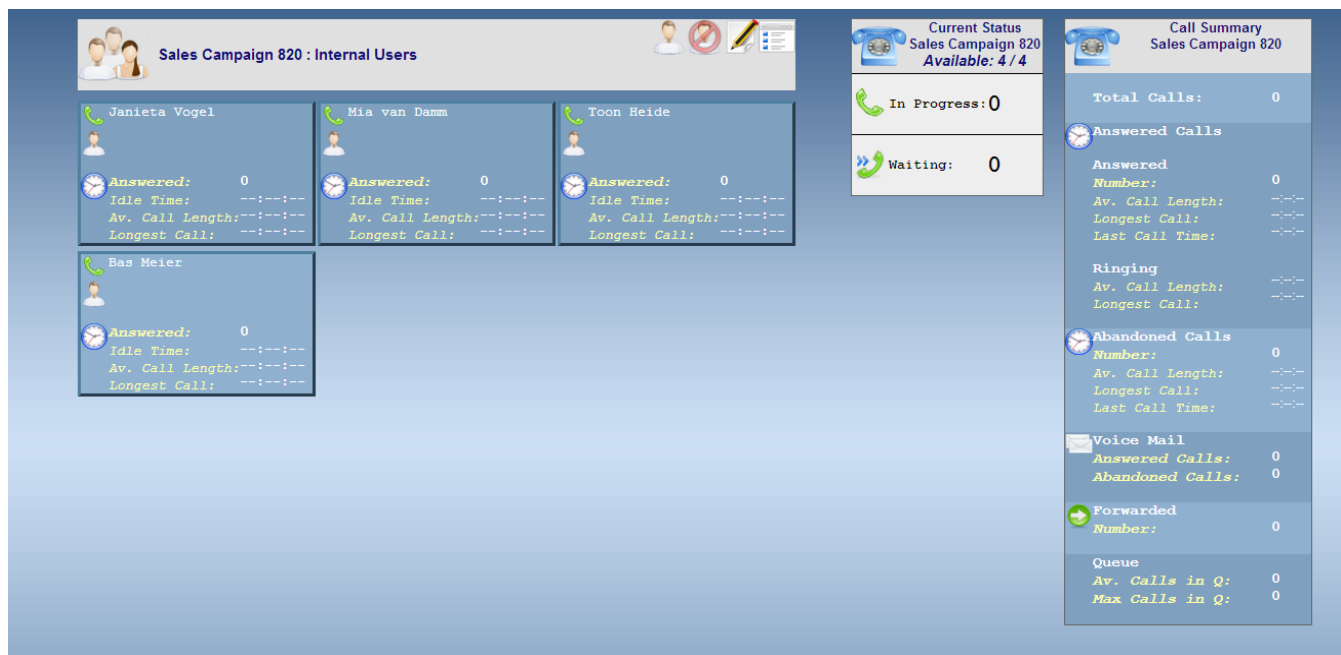 Sales Campaign 820 : Internal Users
Janieta Vogel
Answered: 0
Idle Time: --:--:--
Av. Call Length:--:--:--
Longest Call: --:--:--
Mia van Damm
Answered: 0
Idle Time: --:--:--
Av. Call Length:--:--:--
Longest Call: --:--:--
Toon Heide
Answered: 0
Idle Time: --:--:--
Av. Call Length:--:--:--
Longest Call: --:--:--
Bas Meier
Answered: 0
Idle Time: --:--:--
Av. Call Length:--:--:--
Longest Call: --:--:--
Current Status
Sales Campaign 820
Available: 4 / 4
In Progress: 0
Waiting: 0
Call Summary
Sales Campaign 820
Total Calls: 0
Answered Calls
Answered
Number: 0
Av. Call Length: --:--:--
Longest Call: --:--:--
Last Call Time: --:--:--
Ringing
Av. Call Length: --:--:--
Longest Call: --:--:--
Abandoned Calls
Number: 0
Av. Call Length: --:--:--
Longest Call: --:--:--
Last Call Time: --:--:--
Voice Mail
Answered Calls: 0
Abandoned Calls: 0
Forwarded
Number: 0
Queue
Av. Calls in Q: 0
Max Calls in Q: 0